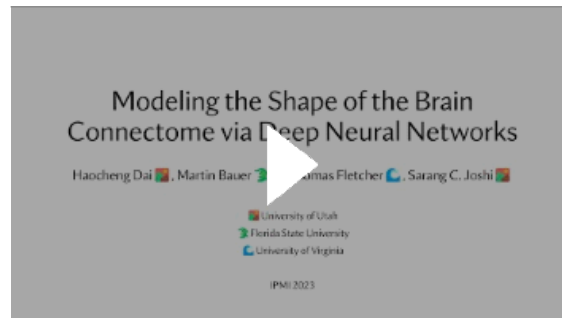 Modeling the Shape of the Brain
Connectome via Deep Neural Networks
Haocheng Dai , Martin Bauer , Fletcher , Sarang C. Joshi
University of Utah
Florida State University
University of Virginia
IPMI 2023